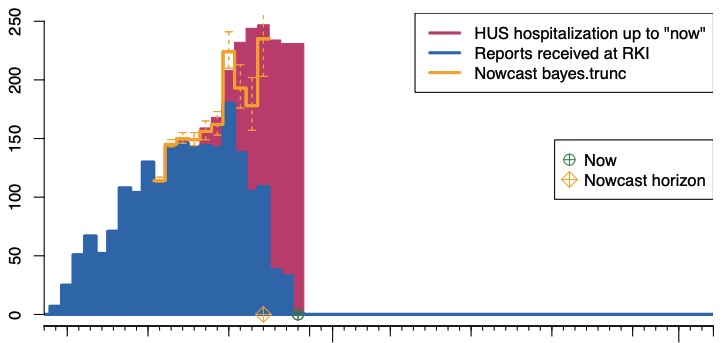 250
200
150
100
50
0
HUS hospitalization up to "now"
Reports received at RKI
Nowcast bayes.trunc
Now
Nowcast horizon